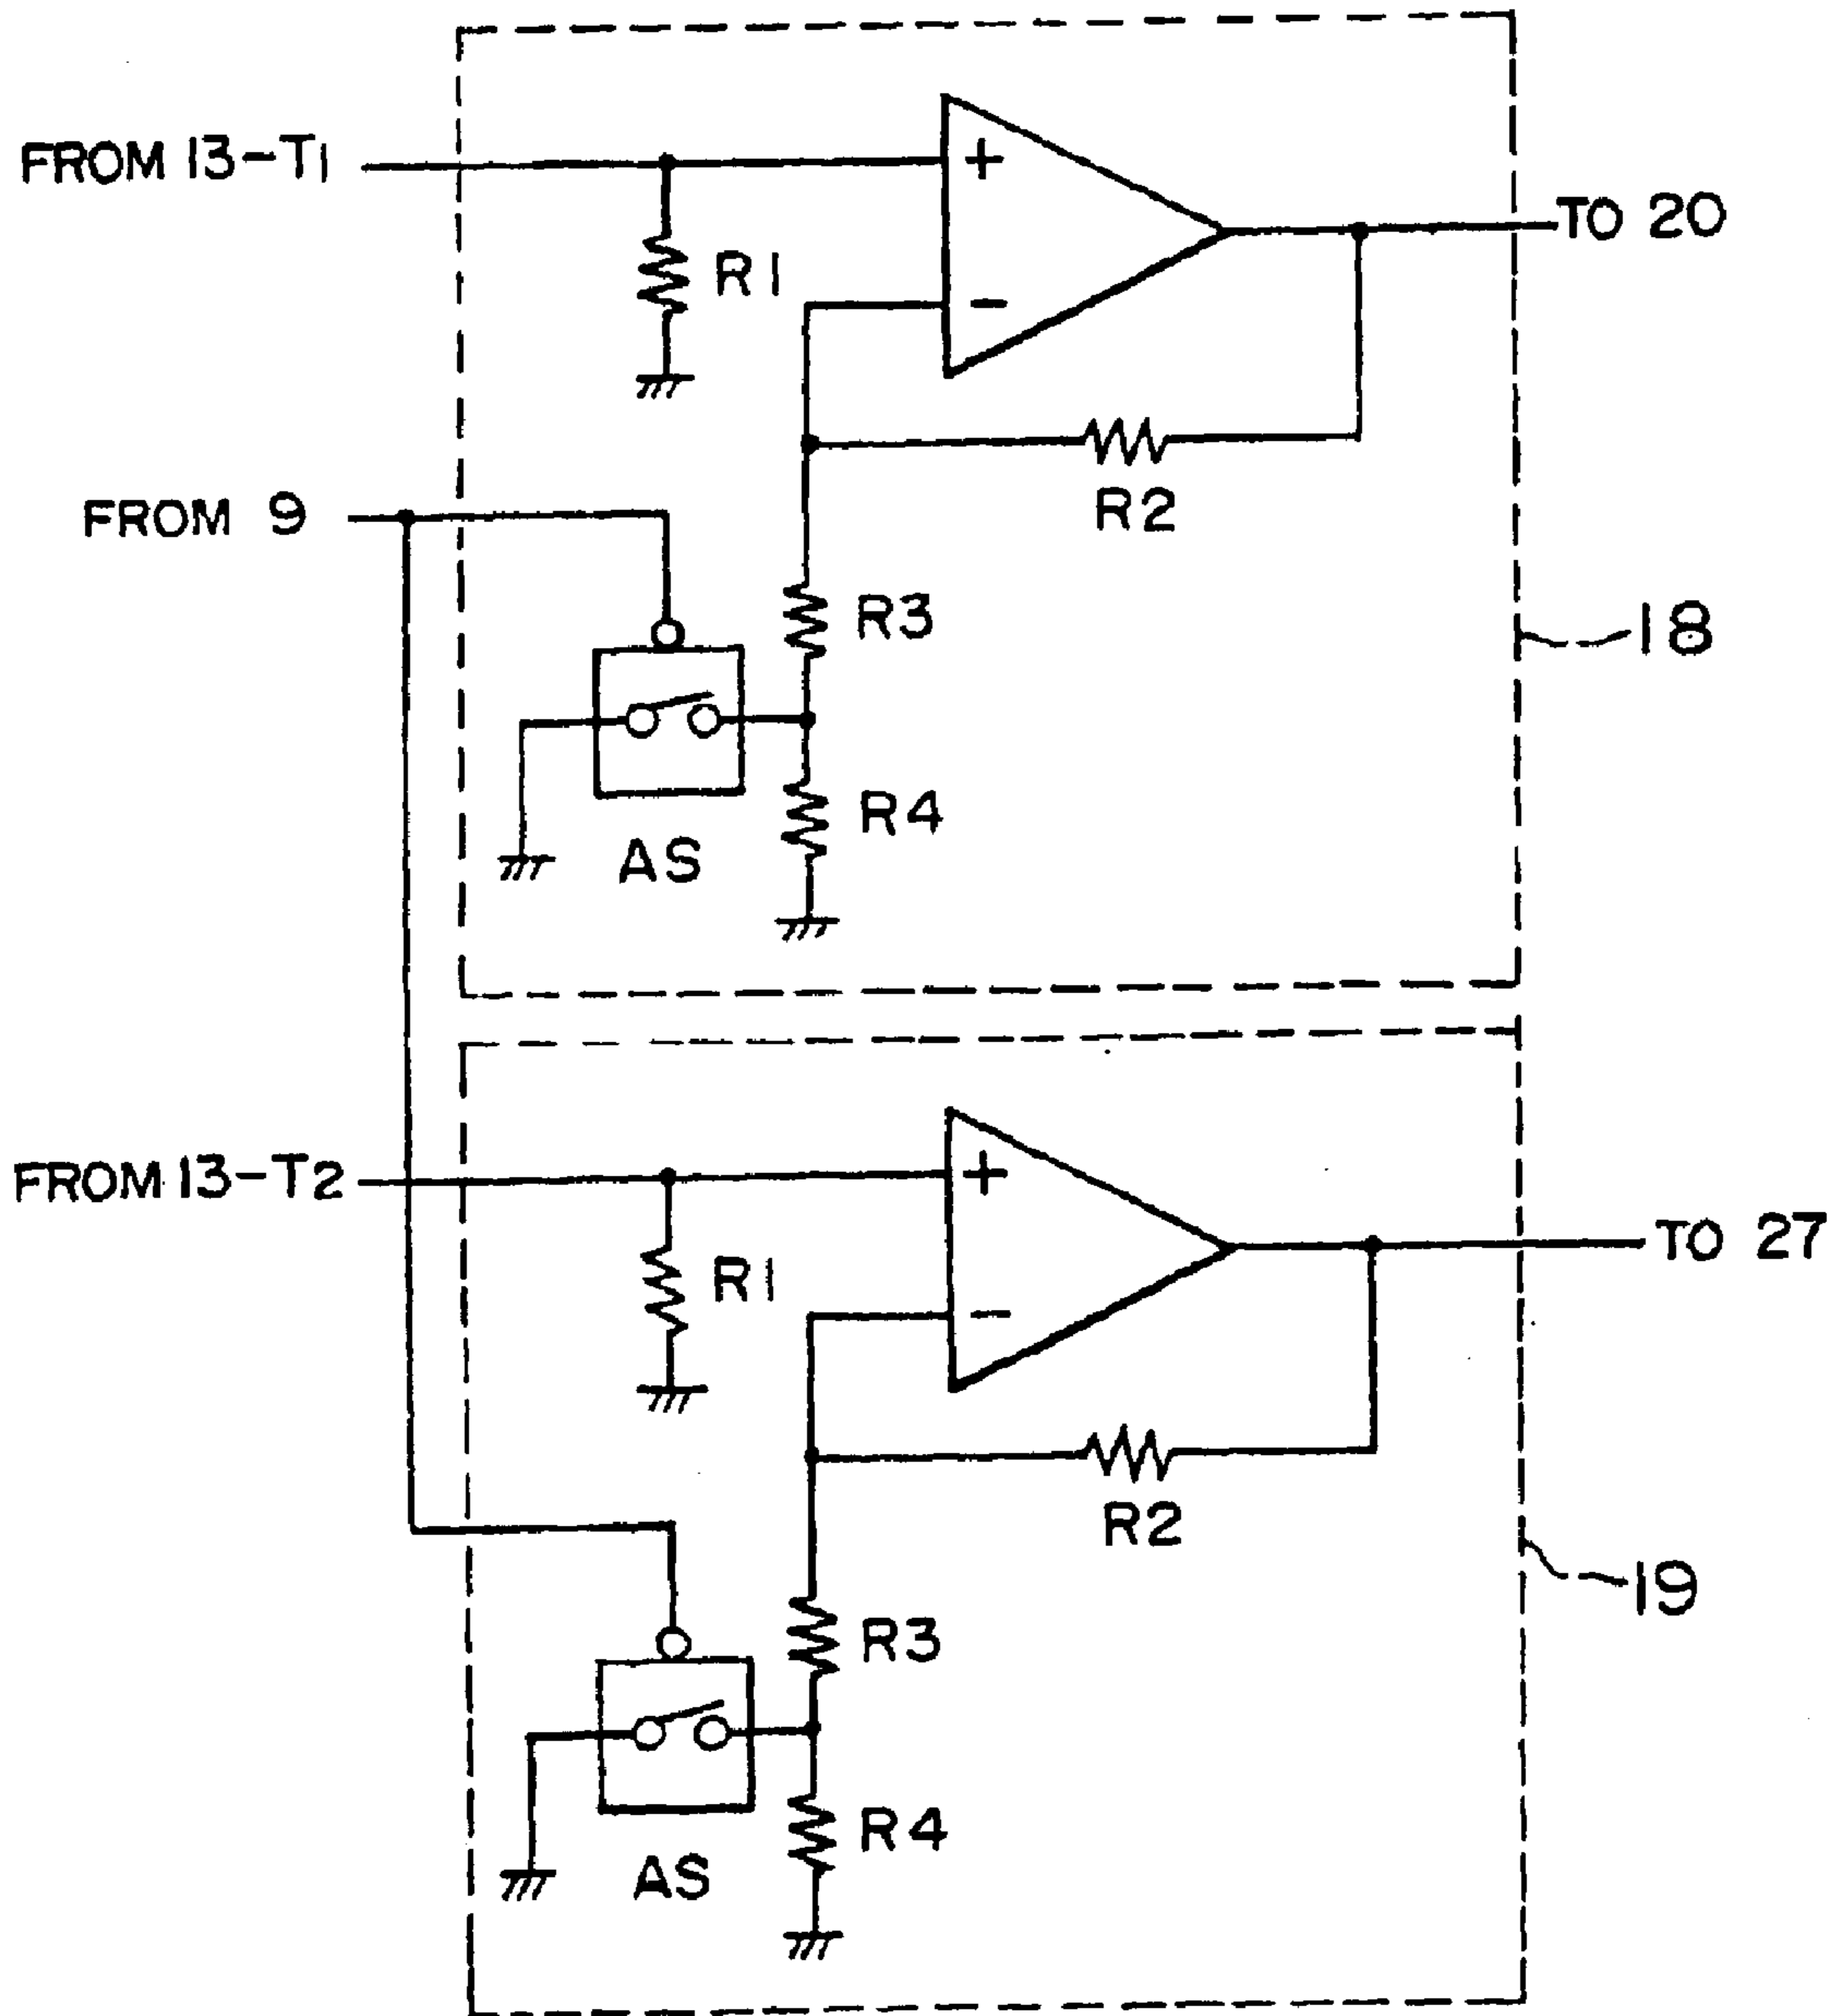 FROM 13-T1
+
TO 20
R1
-
R2
FROM 9
R3
18
R4
AS
FROM 13-T2
+
TO 27
R1
-
R2
19
R3
R4
AS